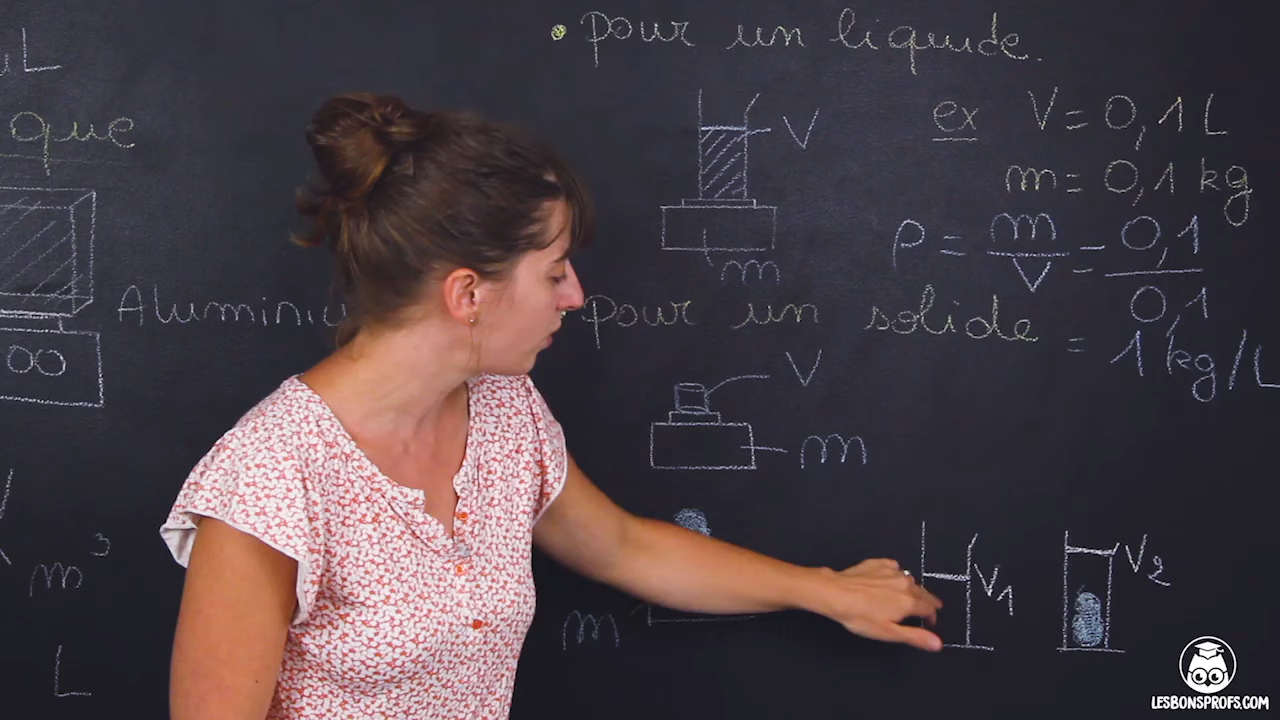 L
que
Aluminiu
m³
L
• pour un liquide.
V
m
ex V = 0,1 L
m = 0,1 kg
ρ = m/V = 0,1/0,1
= 1 kg/L
pour un solide
V
m
m
V1
V2
LESBONSPROFS.COM